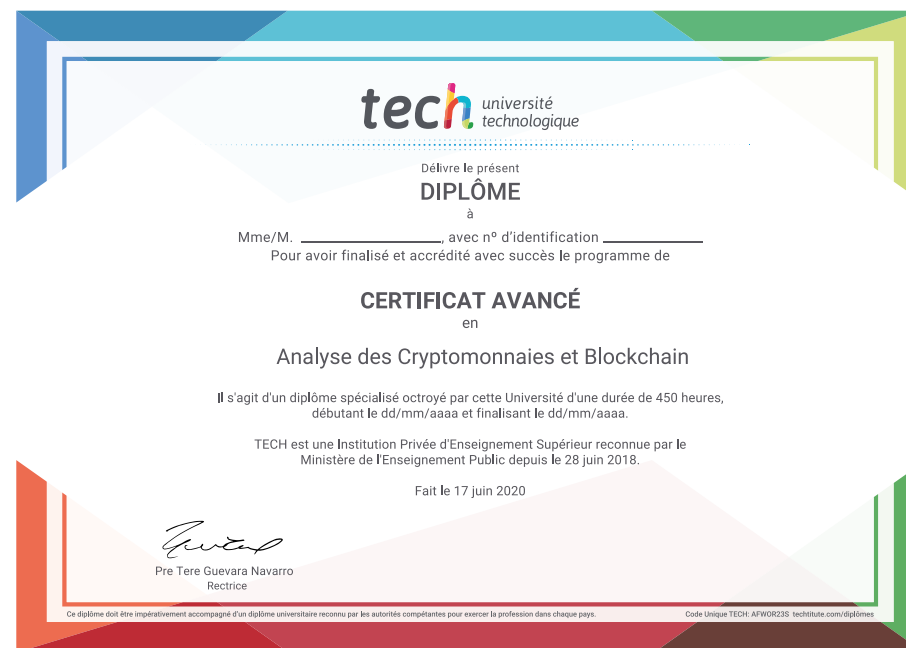 tech université
technologique
Délivre le présent
DIPLÔME
à
Mme/M. ____________________, avec nº d'identification ______________
Pour avoir finalisé et accrédité avec succès le programme de
CERTIFICAT AVANCÉ
en
Analyse des Cryptomonnaies et Blockchain
Il s'agit d'un diplôme spécialisé octroyé par cette Université d'une durée de 450 heures,
débutant le dd/mm/aaaa et finalisant le dd/mm/aaaa.
TECH est une Institution Privée d'Enseignement Supérieur reconnue par le
Ministère de l'Enseignement Public depuis le 28 juin 2018.
Fait le 17 juin 2020
Pre Tere Guevara Navarro
Rectrice
Ce diplôme doit être impérativement accompagné d'un diplôme universitaire reconnu par les autorités compétentes pour exercer la profession dans chaque pays.
Code Unique TECH: AFWOR23S techtitute.com/diplômes